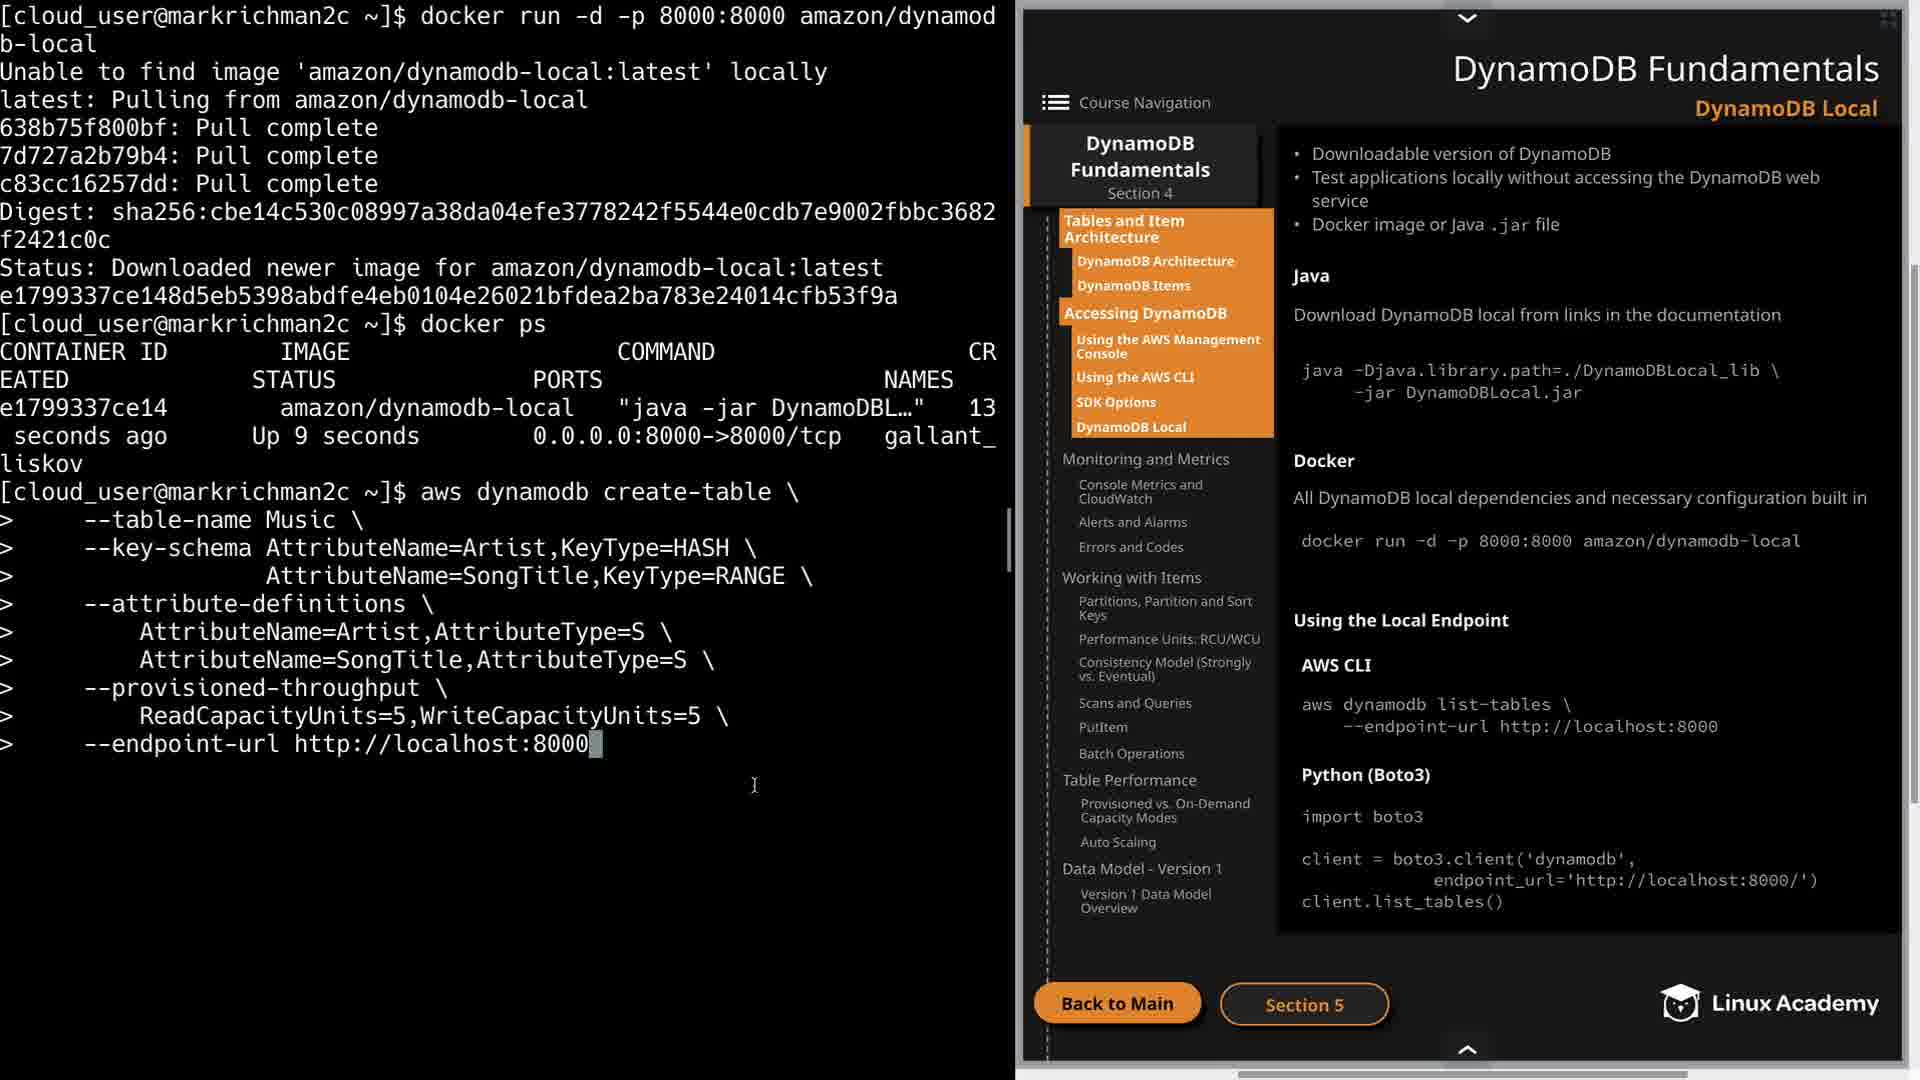 [cloud_user@markrichman2c ~]$ docker run -d -p 8000:8000 amazon/dynamod
b-local
Unable to find image 'amazon/dynamodb-local:latest' locally
latest: Pulling from amazon/dynamodb-local
638b75f800bf: Pull complete
7d727a2b79b4: Pull complete
c83cc16257dd: Pull complete
Digest: sha256:cbe14c530c08997a38da04efe3778242f5544e0cdb7e9002fbbc3682
f2421c0c
Status: Downloaded newer image for amazon/dynamodb-local:latest
e1799337ce148d5eb5398abdfe4eb0104e26021bfdea2ba783e24014cfb53f9a
[cloud_user@markrichman2c ~]$ docker ps
CONTAINER ID        IMAGE                   COMMAND                  CR
EATED             STATUS              PORTS                    NAMES
e1799337ce14        amazon/dynamodb-local   "java -jar DynamoDBL…"   13
 seconds ago      Up 9 seconds        0.0.0.0:8000->8000/tcp   gallant_
liskov
[cloud_user@markrichman2c ~]$ aws dynamodb create-table \
>     --table-name Music \
>     --key-schema AttributeName=Artist,KeyType=HASH \
>                  AttributeName=SongTitle,KeyType=RANGE \
>     --attribute-definitions \
>         AttributeName=Artist,AttributeType=S \
>         AttributeName=SongTitle,AttributeType=S \
>     --provisioned-throughput \
>         ReadCapacityUnits=5,WriteCapacityUnits=5 \
>     --endpoint-url http://localhost:8000
DynamoDB Fundamentals
DynamoDB Local
Course Navigation
DynamoDB
Fundamentals
Section 4
Tables and Item
Architecture
DynamoDB Architecture
DynamoDB Items
Accessing DynamoDB
Using the AWS Management
Console
Using the AWS CLI
SDK Options
DynamoDB Local
Monitoring and Metrics
Console Metrics and
CloudWatch
Alerts and Alarms
Errors and Codes
Working with Items
Partitions, Partition and Sort
Keys
Performance Units: RCU/WCU
Consistency Model (Strongly
vs. Eventual)
Scans and Queries
PutItem
Batch Operations
Table Performance
Provisioned vs. On-Demand
Capacity Modes
Auto Scaling
Data Model - Version 1
Version 1 Data Model
Overview
• Downloadable version of DynamoDB
• Test applications locally without accessing the DynamoDB web
service
• Docker image or Java .jar file
Java
Download DynamoDB local from links in the documentation
java -Djava.library.path=./DynamoDBLocal_lib \
-jar DynamoDBLocal.jar
Docker
All DynamoDB local dependencies and necessary configuration built in
docker run -d -p 8000:8000 amazon/dynamodb-local
Using the Local Endpoint
AWS CLI
aws dynamodb list-tables \
--endpoint-url http://localhost:8000
Python (Boto3)
import boto3
client = boto3.client('dynamodb',
endpoint_url='http://localhost:8000/')
client.list_tables()
Back to Main
Section 5
Linux Academy